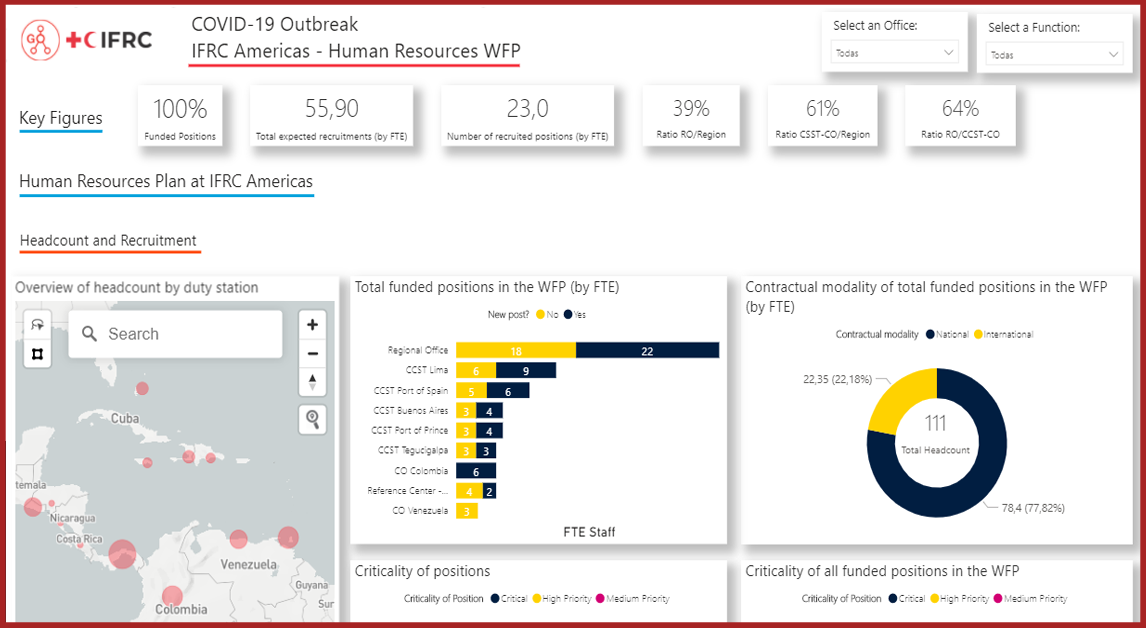 GO
IFRC
COVID-19 Outbreak
IFRC Americas - Human Resources WFP
Select an Office:
Todas
Select a Function:
Todas
Key Figures
100%
Funded Positions
55,90
Total expected recruitments (by FTE)
23,0
Number of recruited positions (by FTE)
39%
Ratio RO/Region
61%
Ratio CSST-CO/Region
64%
Ratio RO/CCST-CO
Human Resources Plan at IFRC Americas
Headcount and Recruitment
Overview of headcount by duty station
Search
Cuba
temala
Nicaragua
Costa Rica
Venezuela
Guyana
Sur
Colombia
Total funded positions in the WFP (by FTE)
New post? No Yes
Regional Office 18 22
CCST Lima 6 9
CCST Port of Spain 5 6
CCST Buenos Aires 3 4
CCST Port of Prince 3 4
CCST Tegucigalpa 3 3
CO Colombia 6
Reference Center -... 4 2
CO Venezuela 3
FTE Staff
Contractual modality of total funded positions in the WFP
(by FTE)
Contractual modality National International
22,35 (22,18%)
111
Total Headcount
78,4 (77,82%)
Criticality of positions
Criticality of Position Critical High Priority Medium Priority
Criticality of all funded positions in the WFP
Criticality of Position Critical High Priority Medium Priority